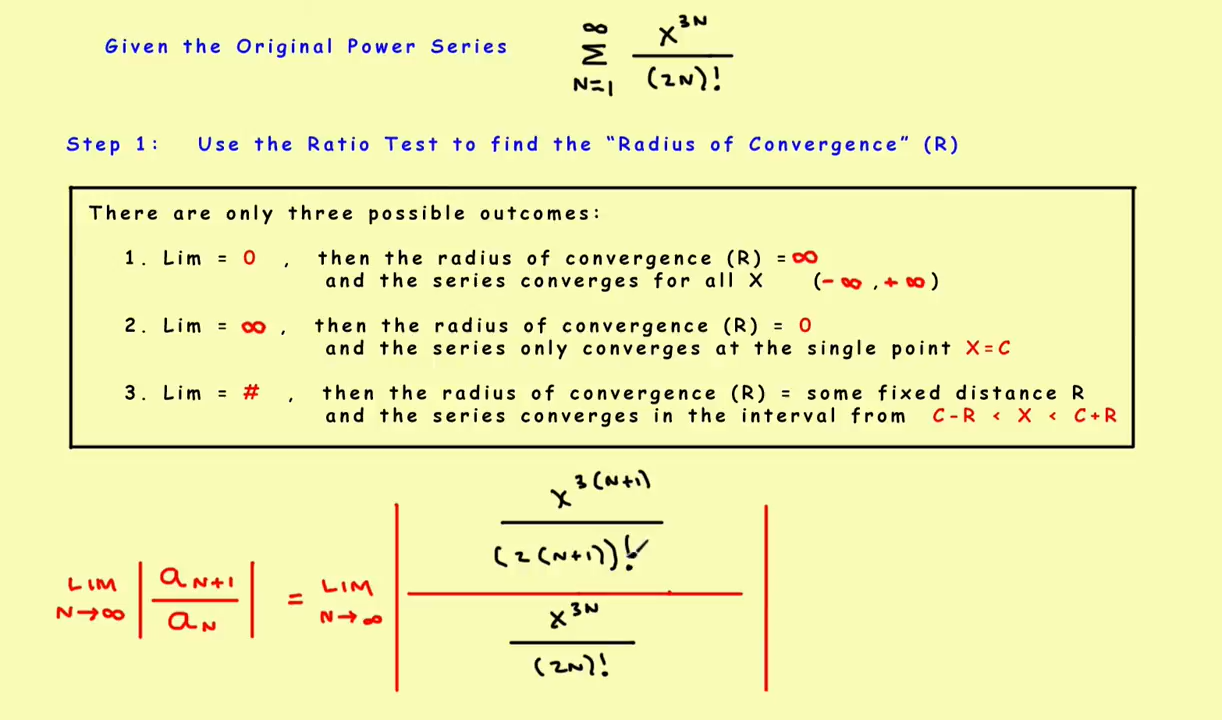 Given the Original Power Series ∞ Σ N=1 x^3N / (2N)!
Step 1: Use the Ratio Test to find the “Radius of Convergence” (R)
There are only three possible outcomes:
1. Lim = 0 , then the radius of convergence (R) = ∞
and the series converges for all X (-∞ , +∞)
2. Lim = ∞ , then the radius of convergence (R) = 0
and the series only converges at the single point X=C
3. Lim = # , then the radius of convergence (R) = some fixed distance R
and the series converges in the interval from C-R < X < C+R
LIM N→∞ | a N+1 / a N | = LIM N→∞ | x^3(N+1) / (2(N+1))! / x^3N / (2N)! |